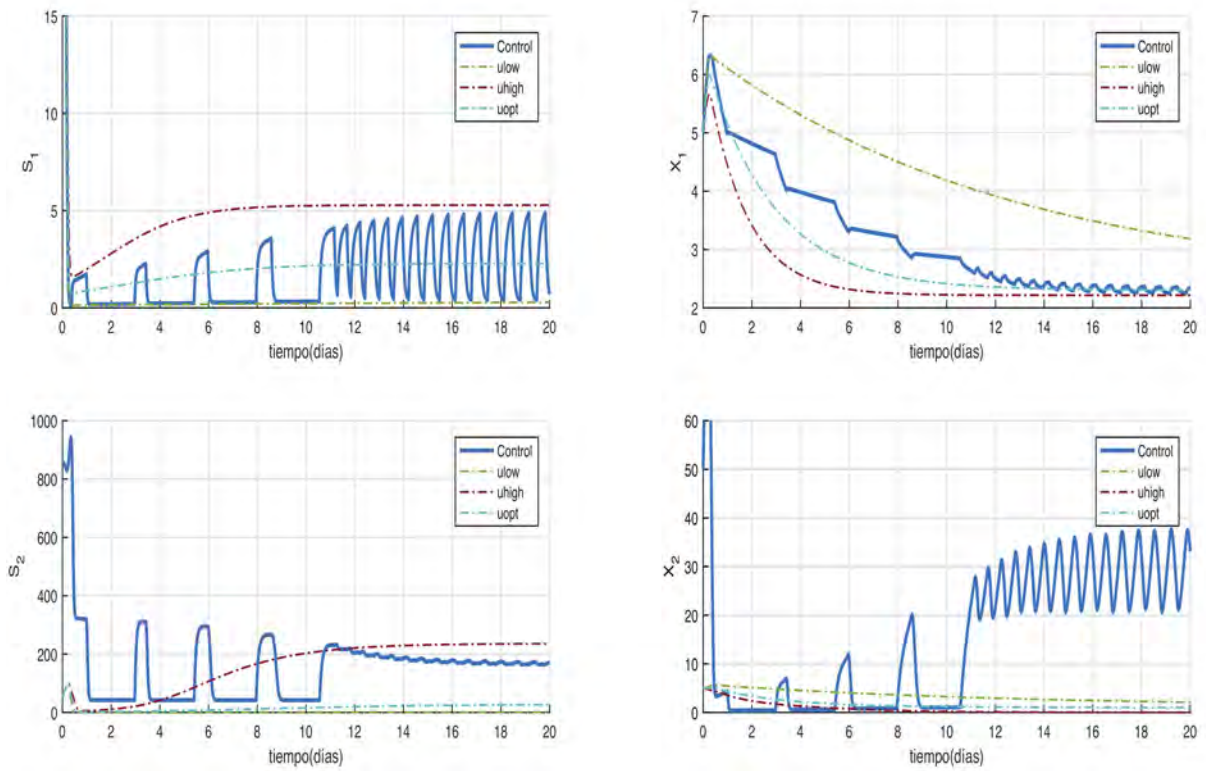 15
10
5
0
S1
0 2 4 6 8 10 12 14 16 18 20
tiempo(días)
Control
ulow
uhigh
uopt
7
6
5
4
3
2
X1
0 2 4 6 8 10 12 14 16 18 20
tiempo(días)
Control
ulow
uhigh
uopt
1000
800
600
400
200
0
S2
0 2 4 6 8 10 12 14 16 18 20
tiempo(días)
Control
ulow
uhigh
uopt
60
50
40
30
20
10
0
X2
0 2 4 6 8 10 12 14 16 18 20
tiempo(días)
Control
ulow
uhigh
uopt